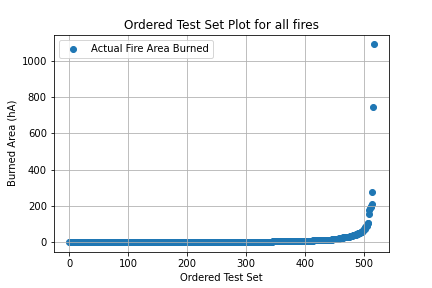 Ordered Test Set Plot for all fires
Actual Fire Area Burned
Burned Area (hA)
1000
800
600
400
200
0
0 100 200 300 400 500
Ordered Test Set